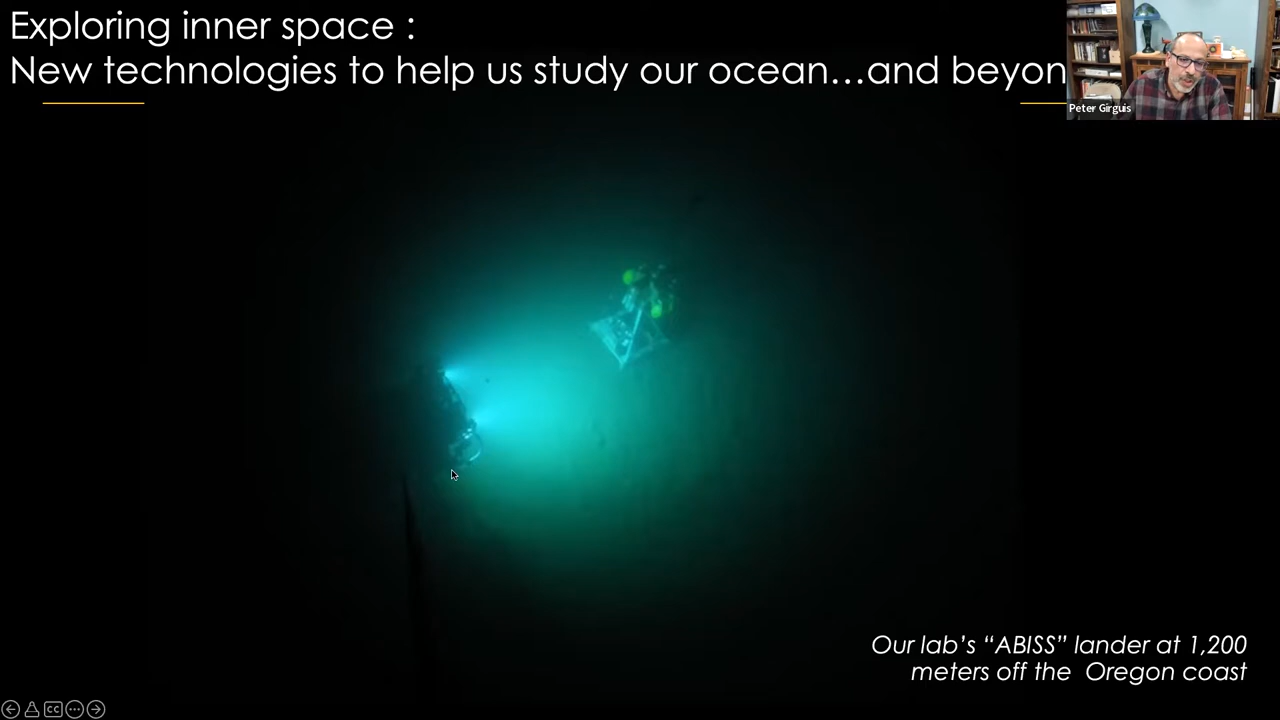 Exploring inner space :
New technologies to help us study our ocean…and beyon
Peter Girguis
Our lab’s “ABISS” lander at 1,200
meters off the Oregon coast
CC